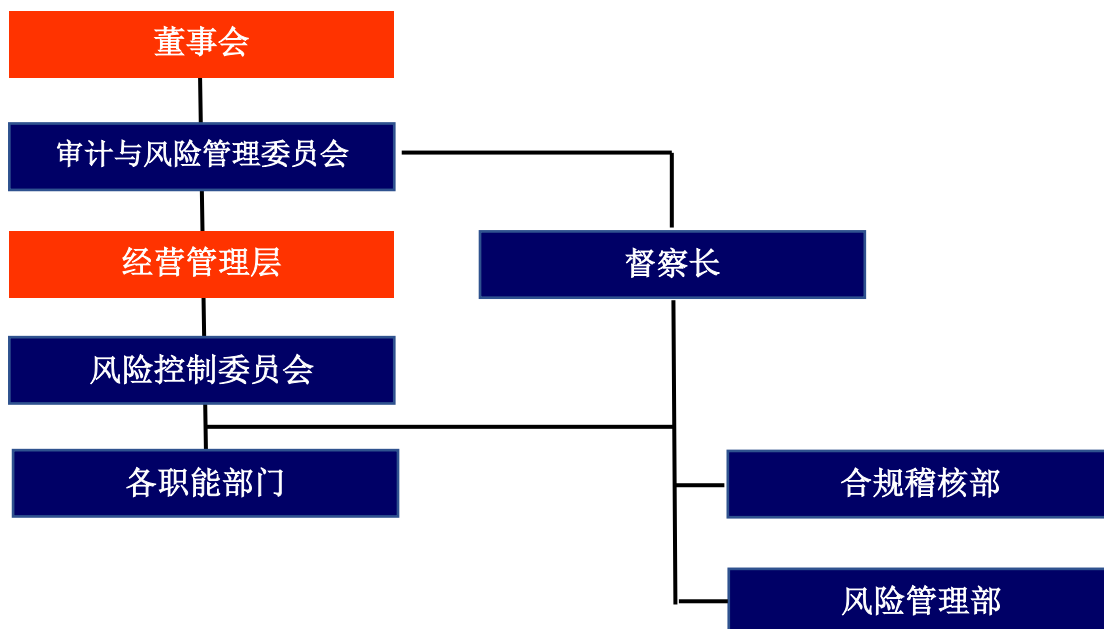 董事会
审计与风险管理委员会
经营管理层
督察长
风险控制委员会
各职能部门
合规稽核部
风险管理部